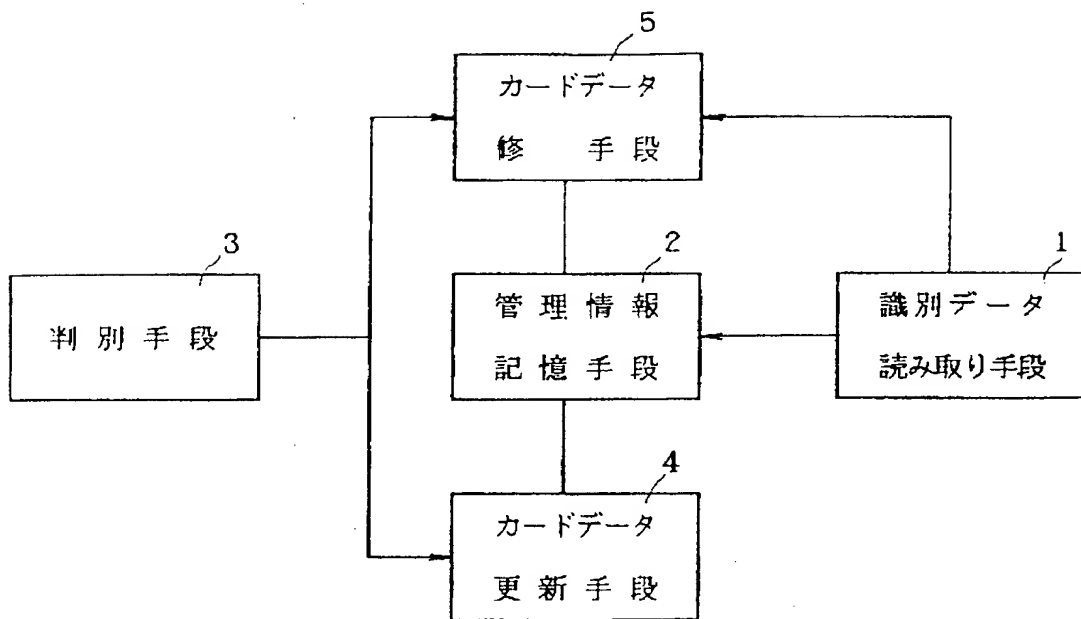 5
カードデータ
修 手段
3
判別手段
2
管理情報
記憶手段
1
識別データ
読み取り手段
4
カードデータ
更新手段